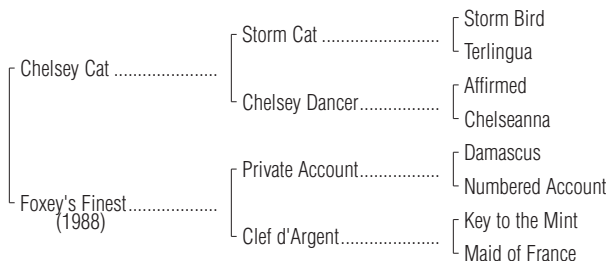 Storm Bird
Storm Cat ........................
Terlingua
Chelsey Cat .....................
Affirmed
Chelsey Dancer................
Chelseanna
Damascus
Private Account................
Numbered Account
Foxey's Finest..................
(1988)
Key to the Mint
Clef d'Argent....................
Maid of France